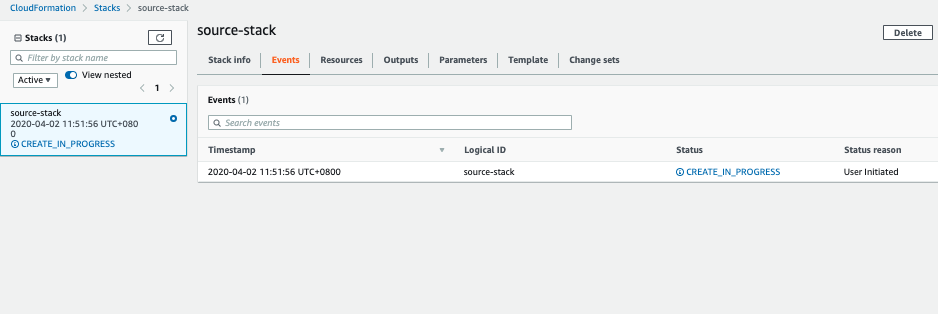 CloudFormation > Stacks > source-stack
Stacks (1)
Filter by stack name
Active ▼ View nested
< 1 >
source-stack
2020-04-02 11:51:56 UTC+080
0
CREATE_IN_PROGRESS
source-stack
Delete
Stack info Events Resources Outputs Parameters Template Change sets
Events (1)
Search events
Timestamp Logical ID Status Status reason
2020-04-02 11:51:56 UTC+0800 source-stack CREATE_IN_PROGRESS User Initiated